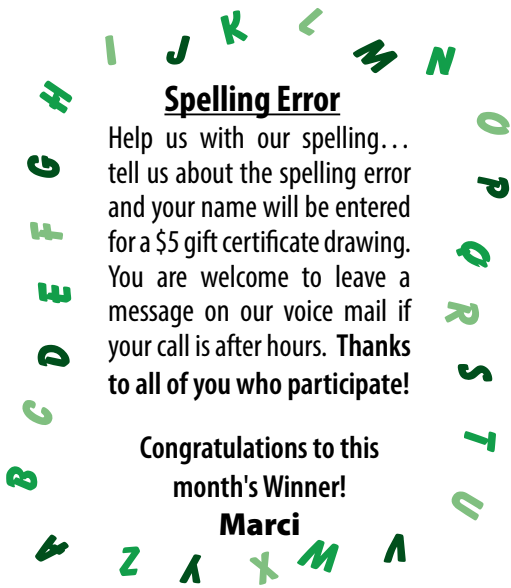 Spelling Error
Help us with our spelling...
tell us about the spelling error
and your name will be entered
for a $5 gift certificate drawing.
You are welcome to leave a
message on our voice mail if
your call is after hours. Thanks
to all of you who participate!
Congratulations to this
month's Winner!
Marci
A B C D E F G H I J K L M N O P Q R S T U V W X Y Z